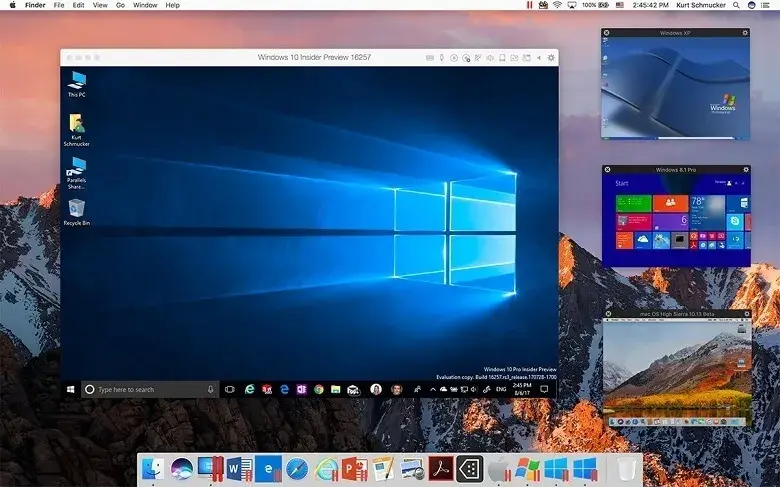 Finder File Edit View Go Window Help
100% 2:45:42 PM Kurt Schmucker
Windows 10 Insider Preview 16257
This PC
Kurt
Schmucker
Parallels
Share...
Recycle Bin
Windows 10 Pro Insider Preview
Evaluation copy. Build 16257.rs3_release.170728-1700
Type here to search
ENG
2:45 PM
8/6/17
Windows XP
Windows
Windows 8.1 Pro
Start
78°
6
mac OS High Sierra 10.13 Beta